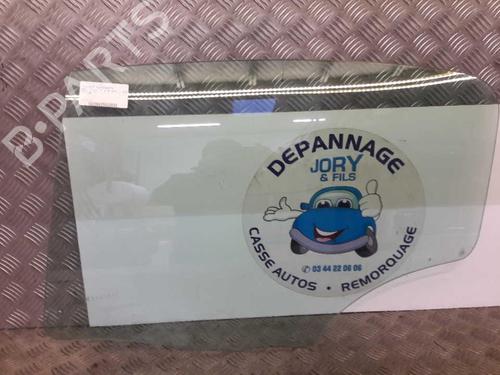 B-PARTS
DEPANNAGE
JORY
& FILS
03 44 22 06 06
CASSE AUTOS • REMORQUAGE